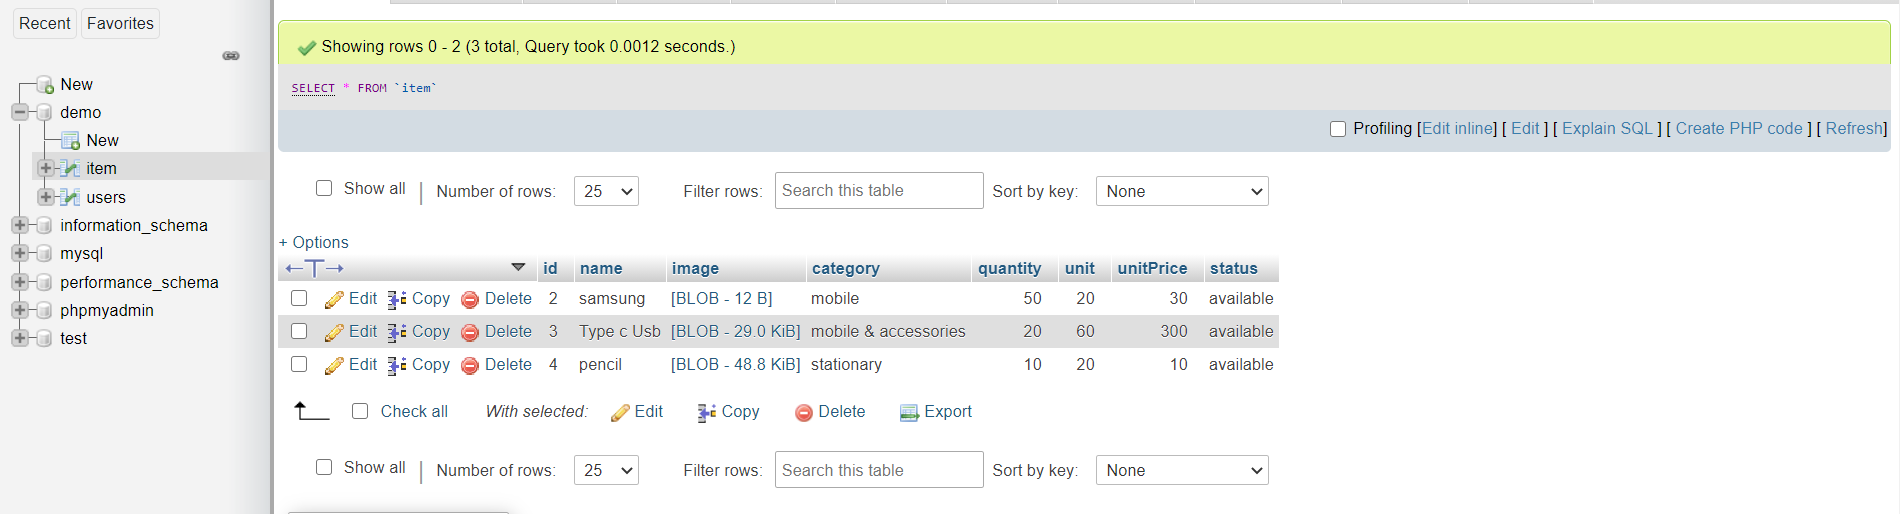 Recent Favorites
New
demo
New
item
users
information_schema
mysql
performance_schema
phpmyadmin
test
Showing rows 0 - 2 (3 total, Query took 0.0012 seconds.)
SELECT * FROM `item`
Profiling [Edit inline] [ Edit ] [ Explain SQL ] [ Create PHP code ] [ Refresh]
Show all | Number of rows: 25 Filter rows: Search this table Sort by key: None
+ Options
←T→ id name image category quantity unit unitPrice status
Edit Copy Delete 2 samsung [BLOB - 12 B] mobile 50 20 30 available
Edit Copy Delete 3 Type c Usb [BLOB - 29.0 KiB] mobile & accessories 20 60 300 available
Edit Copy Delete 4 pencil [BLOB - 48.8 KiB] stationary 10 20 10 available
Check all With selected: Edit Copy Delete Export
Show all | Number of rows: 25 Filter rows: Search this table Sort by key: None